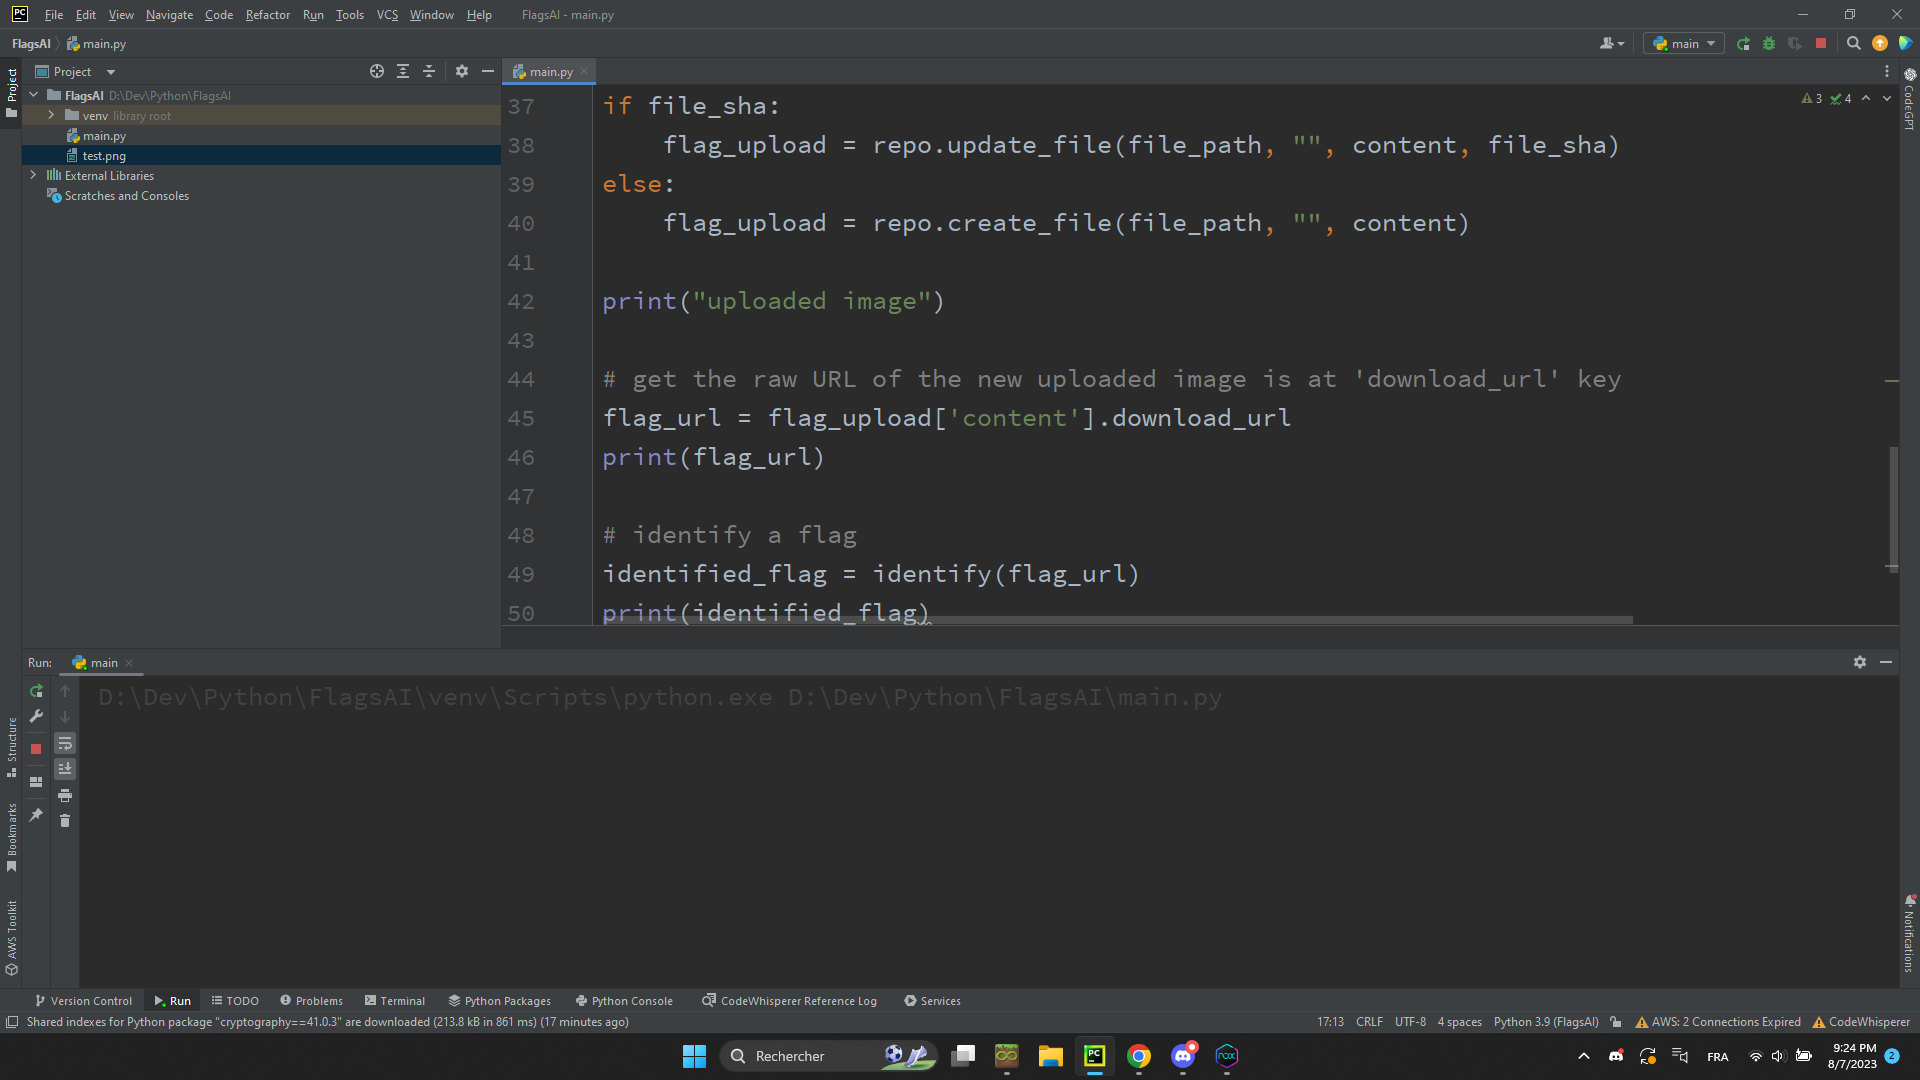 PC File Edit View Navigate Code Refactor Run Tools VCS Window Help FlagsAI - main.py
FlagsAI main.py main
Project main.py
FlagsAI D:\Dev\Python\FlagsAI
venv library root
main.py
test.png
External Libraries
Scratches and Consoles
Project
Structure
Bookmarks
AWS Toolkit
3 4
37 if file_sha:
38 flag_upload = repo.update_file(file_path, "", content, file_sha)
39 else:
40 flag_upload = repo.create_file(file_path, "", content)
41
42 print("uploaded image")
43
44 # get the raw URL of the new uploaded image is at 'download_url' key
45 flag_url = flag_upload['content'].download_url
46 print(flag_url)
47
48 # identify a flag
49 identified_flag = identify(flag_url)
50 print(identified_flag)
CodeGPT
Notifications
Run: main
D:\Dev\Python\FlagsAI\venv\Scripts\python.exe D:\Dev\Python\FlagsAI\main.py
Version Control Run TODO Problems Terminal Python Packages Python Console CodeWhisperer Reference Log Services
Shared indexes for Python package "cryptography==41.0.3" are downloaded (213.8 kB in 861 ms) (17 minutes ago) 17:13 CRLF UTF-8 4 spaces Python 3.9 (FlagsAI) AWS: 2 Connections Expired CodeWhisperer
Rechercher PC nox FRA 9:24 PM 2
8/7/2023